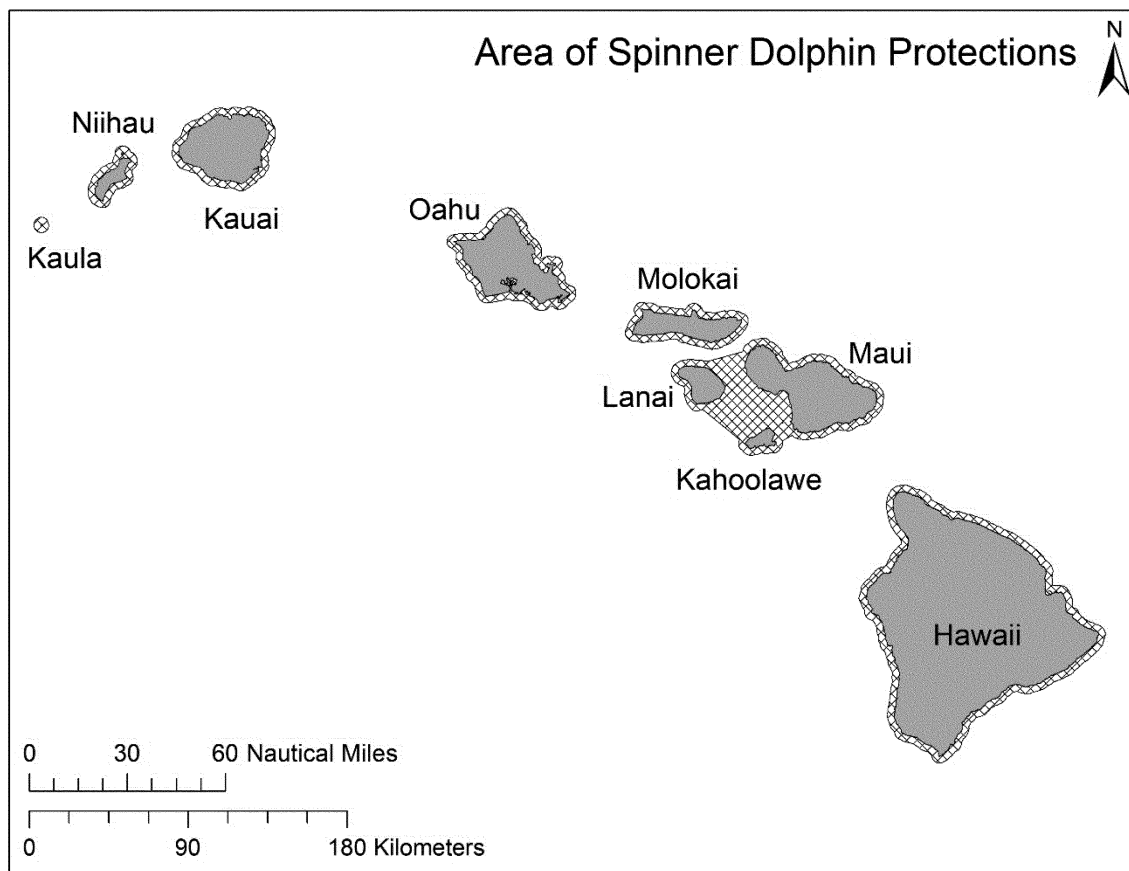 Area of Spinner Dolphin Protections
N
Niihau
Kauai
Kaula
Oahu
Molokai
Maui
Lanai
Kahoolawe
Hawaii
0 30 60 Nautical Miles
0 90 180 Kilometers